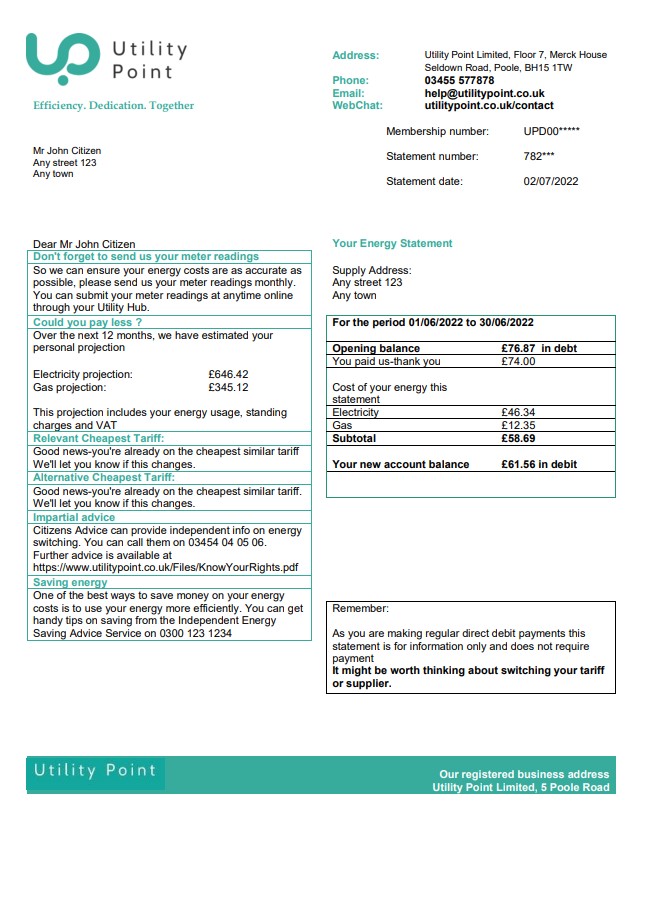 Utility
Point
Efficiency. Dedication. Together
Address: Utility Point Limited, Floor 7, Merck House
Seldown Road, Poole, BH15 1TW
Phone: 03455 577878
Email: help@utilitypoint.co.uk
WebChat: utilitypoint.co.uk/contact
Membership number: UPD00*****
Statement number: 782***
Statement date: 02/07/2022
Mr John Citizen
Any street 123
Any town
Dear Mr John Citizen
Don't forget to send us your meter readings
So we can ensure your energy costs are as accurate as
possible, please send us your meter readings monthly.
You can submit your meter readings at anytime online
through your Utility Hub.
Could you pay less ?
Over the next 12 months, we have estimated your
personal projection
Electricity projection: £646.42
Gas projection: £345.12
This projection includes your energy usage, standing
charges and VAT
Relevant Cheapest Tariff:
Good news-you're already on the cheapest similar tariff
We'll let you know if this changes.
Alternative Cheapest Tariff:
Good news-you're already on the cheapest similar tariff.
We'll let you know if this changes.
Impartial advice
Citizens Advice can provide independent info on energy
switching. You can call them on 03454 04 05 06.
Further advice is available at
https://www.utilitypoint.co.uk/Files/KnowYourRights.pdf
Saving energy
One of the best ways to save money on your energy
costs is to use your energy more efficiently. You can get
handy tips on saving from the Independent Energy
Saving Advice Service on 0300 123 1234
Your Energy Statement
Supply Address:
Any street 123
Any town
For the period 01/06/2022 to 30/06/2022
Opening balance £76.87 in debt
You paid us-thank you £74.00
Cost of your energy this
statement
Electricity £46.34
Gas £12.35
Subtotal £58.69
Your new account balance £61.56 in debit
Remember:
As you are making regular direct debit payments this
statement is for information only and does not require
payment
It might be worth thinking about switching your tariff
or supplier.
Utility Point
Our registered business address
Utility Point Limited, 5 Poole Road